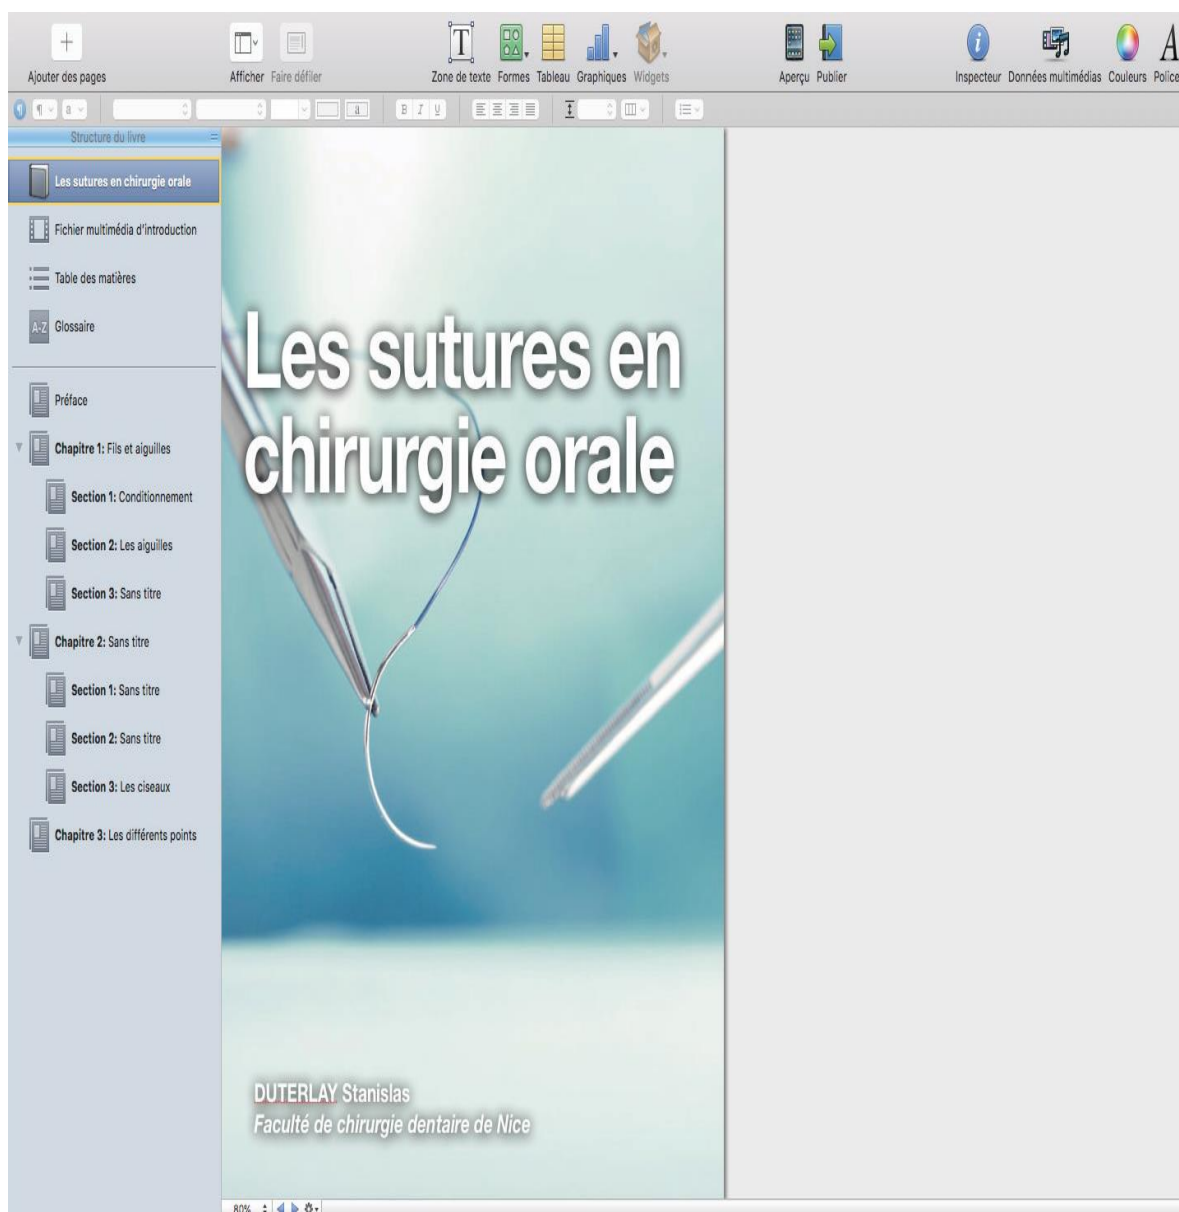 Ajouter des pages
Afficher Faire défiler
Zone de texte Formes Tableau Graphiques Widgets
Aperçu Publier
Inspecteur Données multimédias Couleurs Police
a
a
B I U
Structure du livre
Les sutures en chirurgie orale
Fichier multimédia d'introduction
Table des matières
A-Z Glossaire
Préface
Chapitre 1: Fils et aiguilles
Section 1: Conditionnement
Section 2: Les aiguilles
Section 3: Sans titre
Chapitre 2: Sans titre
Section 1: Sans titre
Section 2: Sans titre
Section 3: Les ciseaux
Chapitre 3: Les différents points
Les sutures en
chirurgie orale
DUTERLAY Stanislas
Faculté de chirurgie dentaire de Nice
80%